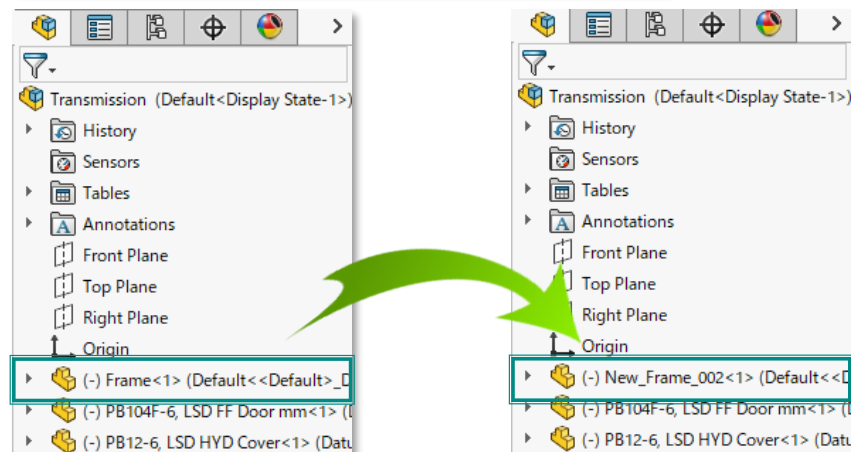 Transmission (Default<Display State-1>)
History
Sensors
Tables
A Annotations
Front Plane
Top Plane
Right Plane
Origin
(-) Frame<1> (Default<<Default>_D
(-) PB104F-6, LSD FF Door mm<1> (
(-) PB12-6, LSD HYD Cover<1> (Datu
Transmission (Default<Display State-1>)
History
Sensors
Tables
A Annotations
Front Plane
Top Plane
Right Plane
Origin
(-) New_Frame_002<1> (Default<<D
(-) PB104F-6, LSD FF Door mm<1> (
(-) PB12-6, LSD HYD Cover<1> (Datu